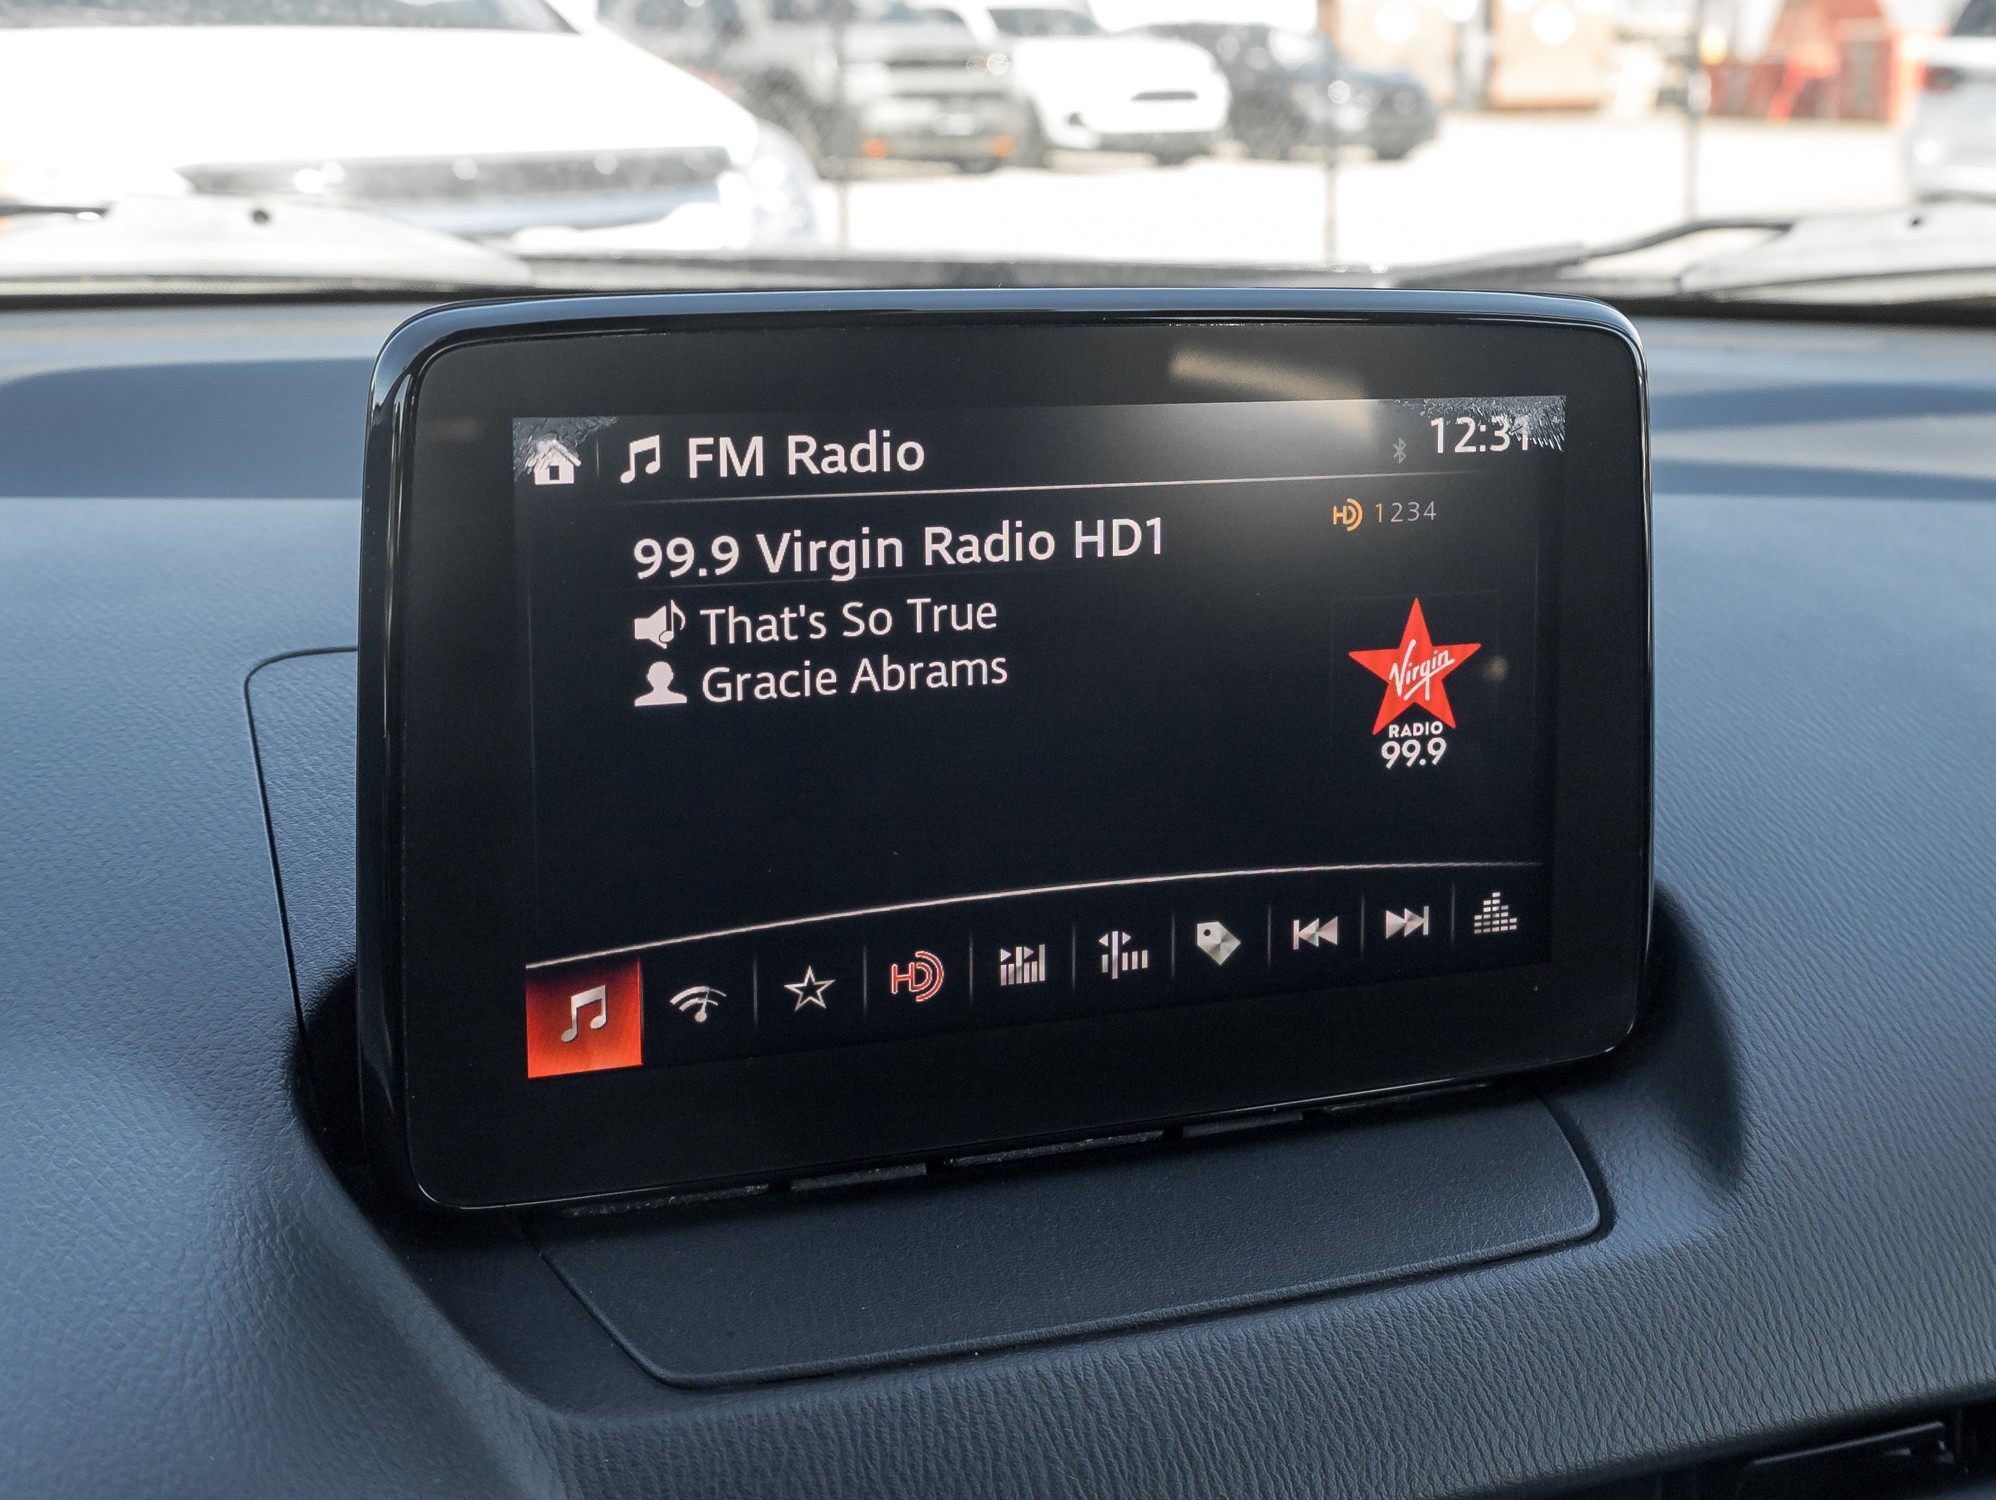 FM Radio
12:31
99.9 Virgin Radio HD1
HD 1234
That's So True
Gracie Abrams
Virgin
RADIO
99.9
HD